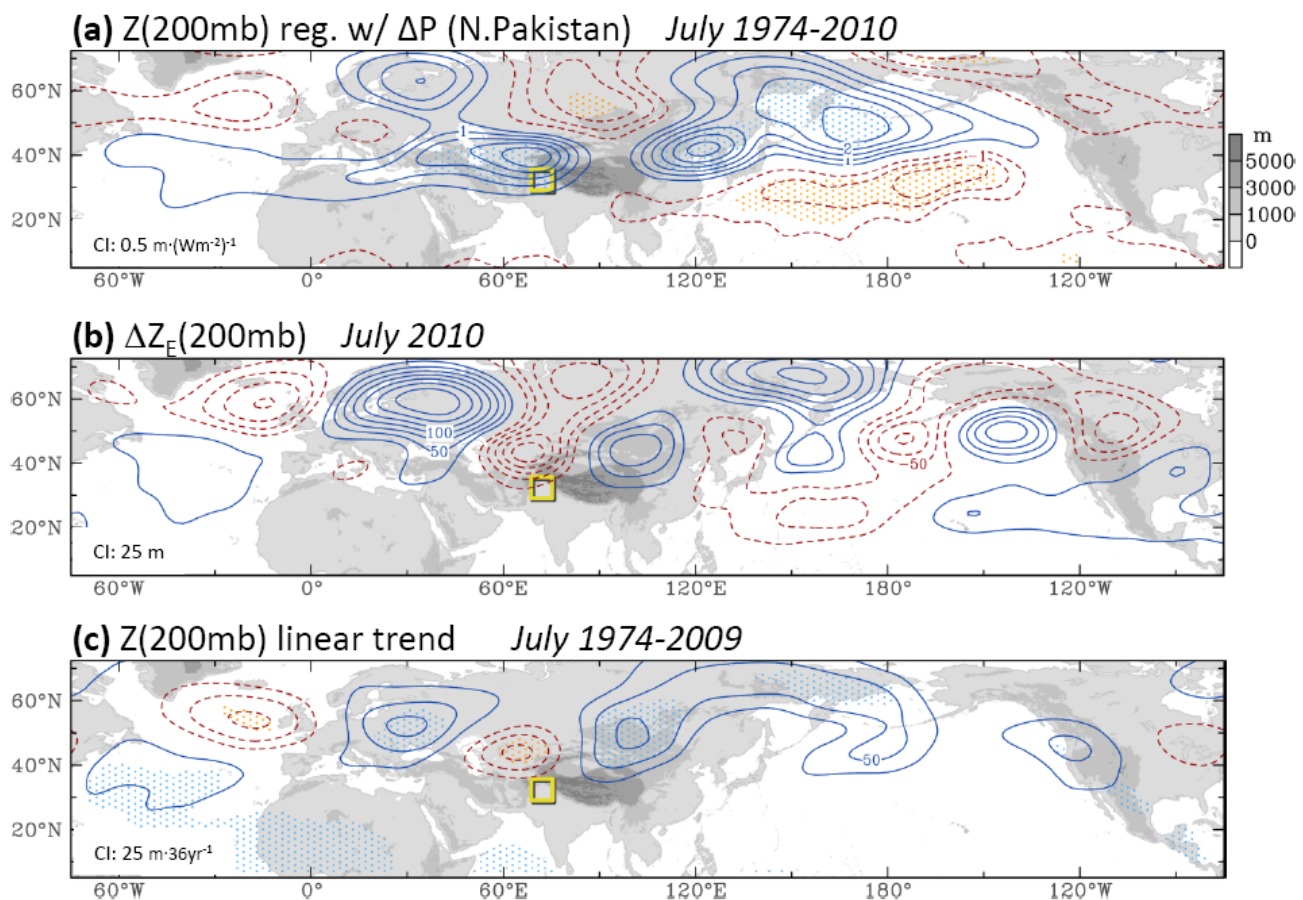 (a) Z(200mb) reg. w/ ΔP (N.Pakistan) July 1974-2010
60°N
40°N
20°N
1
2
1
1
CI: 0.5 m·(Wm⁻²)⁻¹
m
5000
3000
1000
0
60°W 0° 60°E 120°E 180° 120°W
(b) ΔZE(200mb) July 2010
60°N
40°N
20°N
100
50
-50
CI: 25 m
60°W 0° 60°E 120°E 180° 120°W
(c) Z(200mb) linear trend July 1974-2009
60°N
40°N
20°N
50
CI: 25 m·36yr⁻¹
60°W 0° 60°E 120°E 180° 120°W